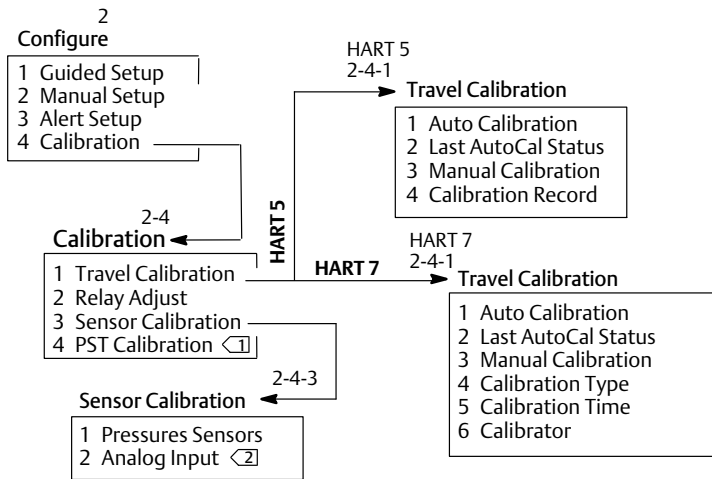 2
Configure
1 Guided Setup
2 Manual Setup
3 Alert Setup
4 Calibration
2-4
Calibration
1 Travel Calibration
2 Relay Adjust
3 Sensor Calibration
4 PST Calibration 1
2-4-3
Sensor Calibration
1 Pressures Sensors
2 Analog Input 2
HART 5
HART 5
2-4-1
Travel Calibration
1 Auto Calibration
2 Last AutoCal Status
3 Manual Calibration
4 Calibration Record
HART 7
HART 7
2-4-1
Travel Calibration
1 Auto Calibration
2 Last AutoCal Status
3 Manual Calibration
4 Calibration Type
5 Calibration Time
6 Calibrator